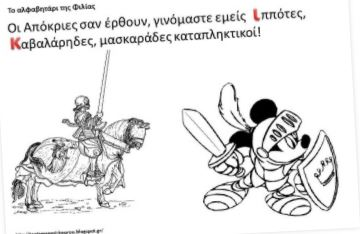 Το αλφαβητάρι της Φιλίας
Οι Απόκριες σαν έρθουν, γινόμαστε εμείς Ιππότες,
Καβαλάρηδες, μασκαράδες καταπληκτικοί!